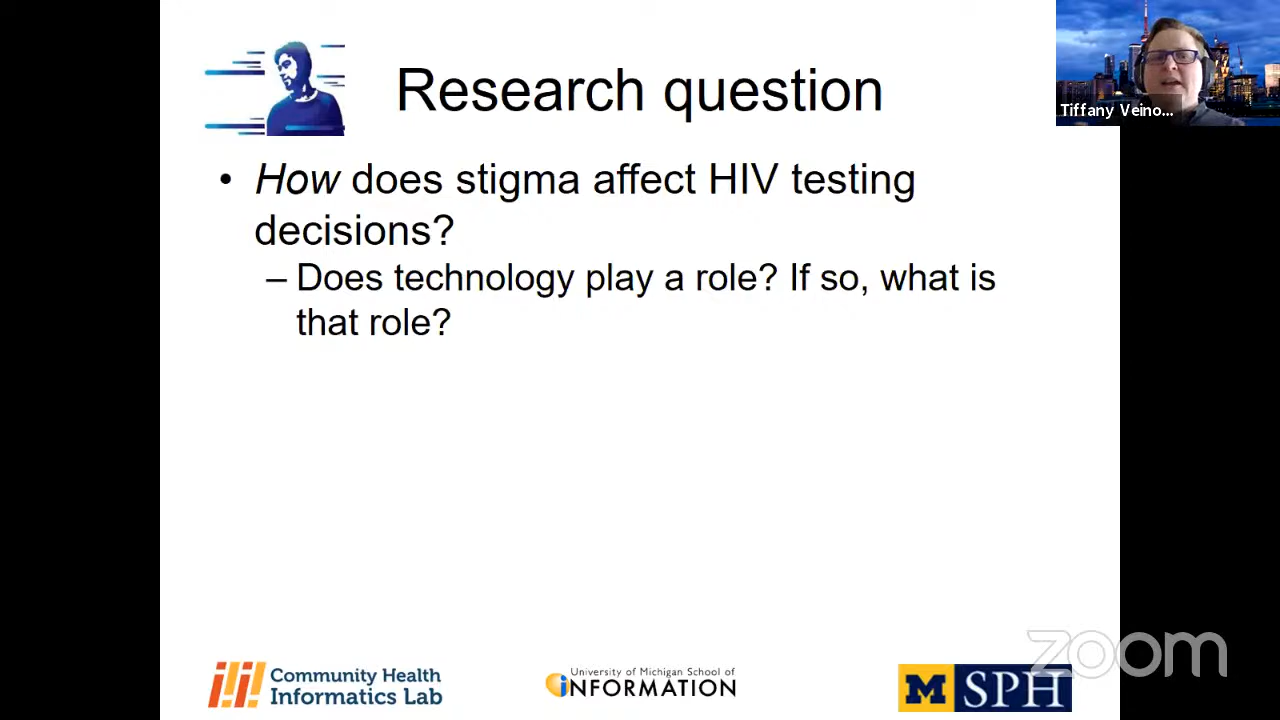 Research question
Tiffany Veino...
• How does stigma affect HIV testing
decisions?
– Does technology play a role? If so, what is
that role?
zoom
Community Health
Informatics Lab
University of Michigan School of
iNFORMATION
M SPH